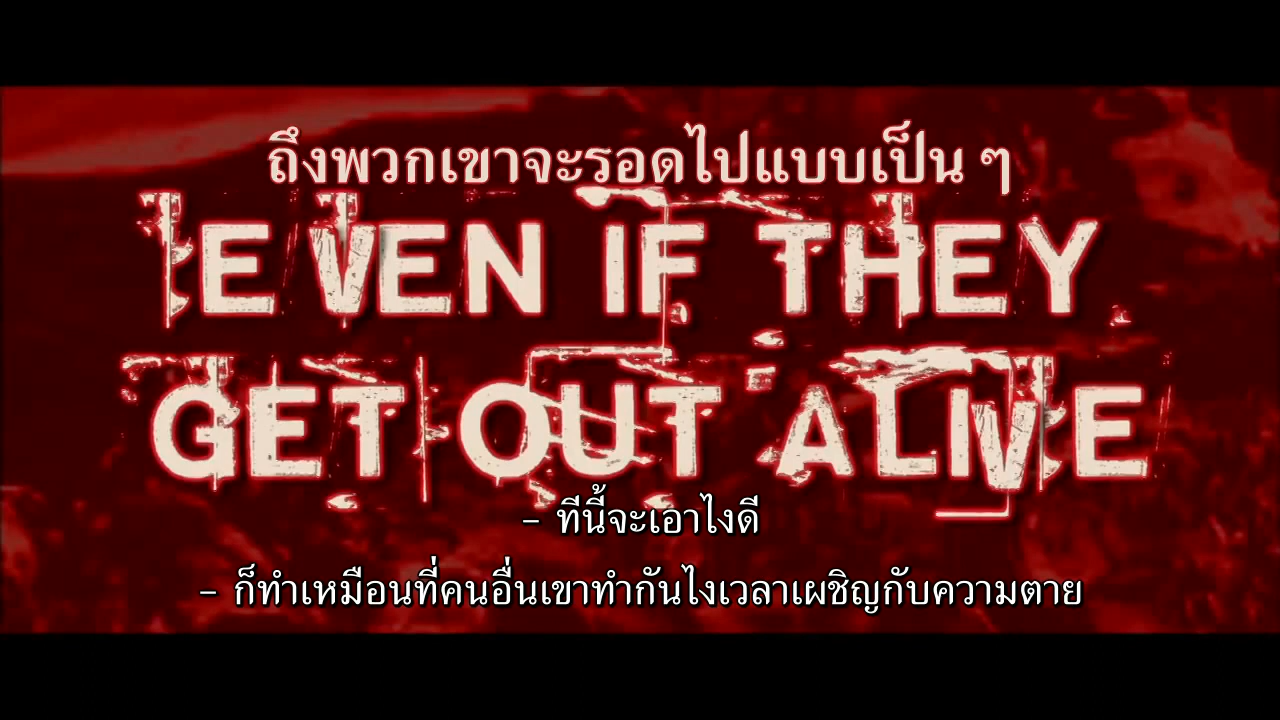 ถึงพวกเขาจะรอดไปแบบเป็น ๆ
EVEN IF THEY
GET OUT ALIVE
- ทีนี้จะเอาไงดี
- ก็ทำเหมือนที่คนอื่นเขาทำกันไงเวลาเผชิญกับความตาย